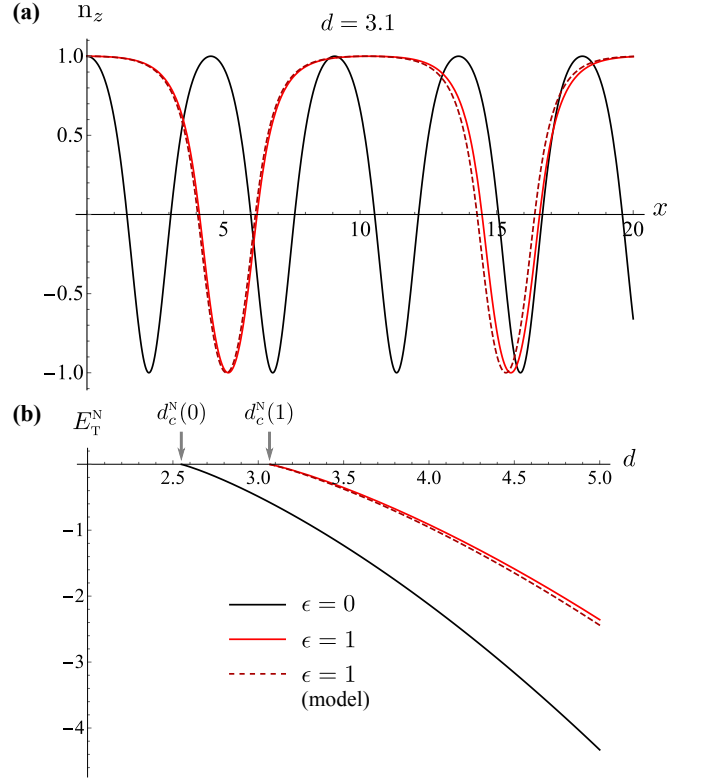 (a) n_z d = 3.1
1.0
0.5
5 10 15 20 x
−0.5
−1.0
(b) E_T^N d_c^N(0) d_c^N(1)
2.5 3.0 3.5 4.0 4.5 5.0 d
−1
−2
−3
−4
ϵ = 0
ϵ = 1
ϵ = 1
(model)